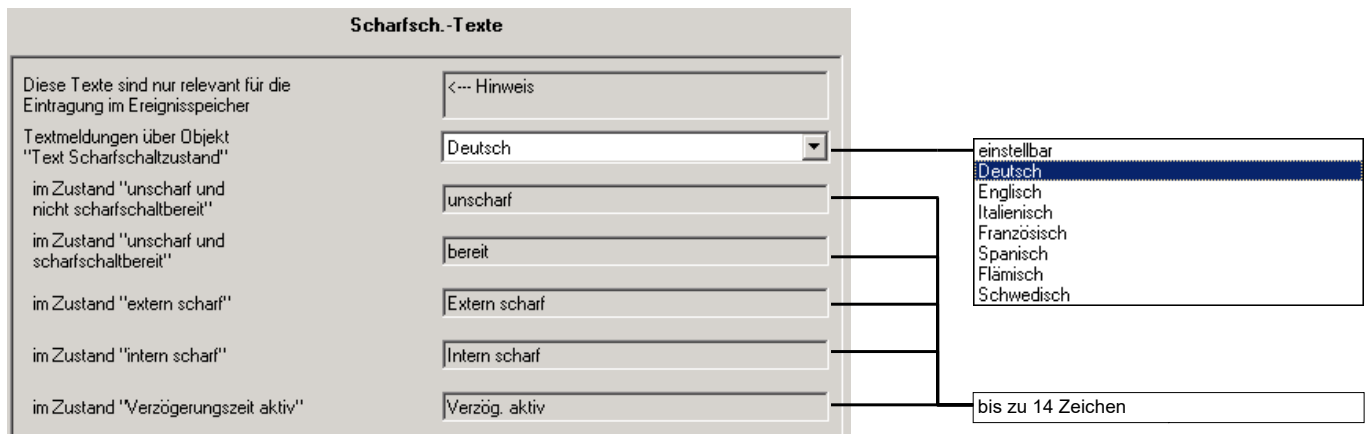 Scharfsch.-Texte
Diese Texte sind nur relevant für die
Eintragung im Ereignisspeicher
<--- Hinweis
Textmeldungen über Objekt
"Text Scharfschaltzustand"
Deutsch
im Zustand "unscharf und
nicht scharfschaltbereit"
unscharf
im Zustand "unscharf und
scharfschaltbereit"
bereit
im Zustand "extern scharf"
Extern scharf
im Zustand "intern scharf"
Intern scharf
im Zustand "Verzögerungszeit aktiv"
Verzög. aktiv
einstellbar
Deutsch
Englisch
Italienisch
Französisch
Spanisch
Flämisch
Schwedisch
bis zu 14 Zeichen